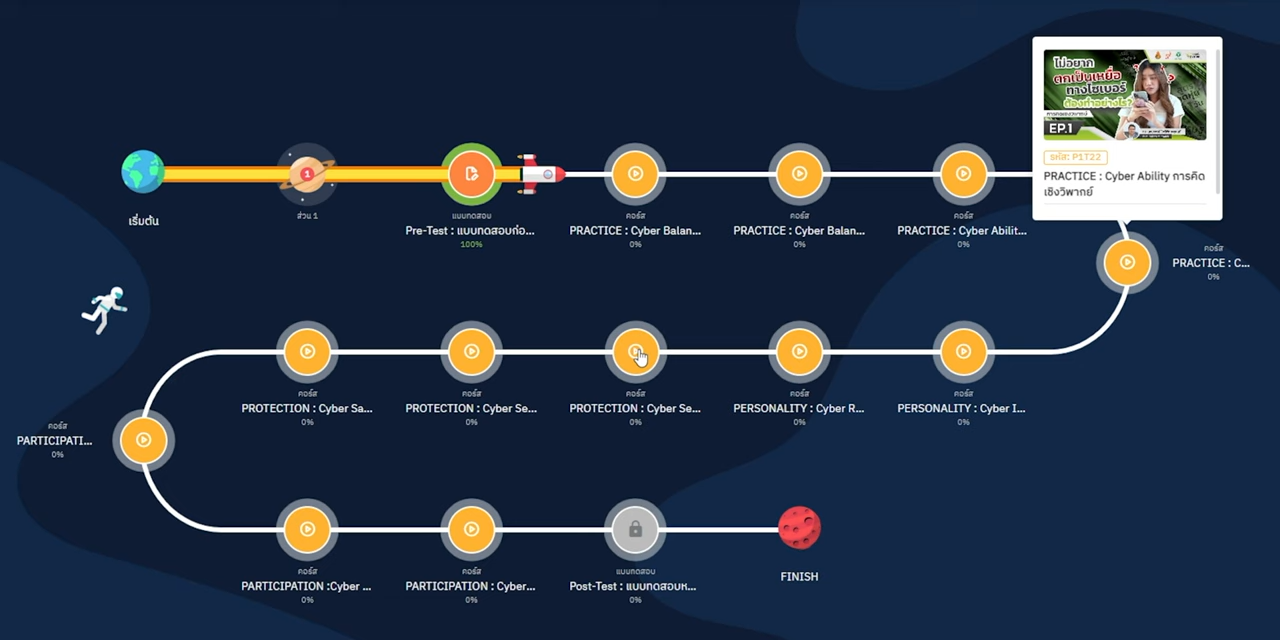 ไม่อยาก
ตกเป็นเหยื่อ
ทางไซเบอร์
ต้องทำอย่างไร?
EP.1
รหัส: P1T22
PRACTICE : Cyber Ability การคิด
เชิงวิพากย์
เริ่มต้น
1
ส่วน 1
แบบทดสอบ
Pre-Test : แบบทดสอบก่อ...
100%
คอร์ส
PRACTICE : Cyber Balan...
0%
คอร์ส
PRACTICE : Cyber Balan...
0%
คอร์ส
PRACTICE : Cyber Abilit...
0%
คอร์ส
PRACTICE : C...
0%
คอร์ส
PROTECTION : Cyber Sa...
0%
คอร์ส
PROTECTION : Cyber Se...
0%
คอร์ส
PROTECTION : Cyber Se...
0%
คอร์ส
PERSONALITY : Cyber R...
0%
คอร์ส
PERSONALITY : Cyber I...
0%
คอร์ส
PARTICIPATI...
0%
คอร์ส
PARTICIPATION :Cyber ...
0%
คอร์ส
PARTICIPATION : Cyber...
0%
แบบทดสอบ
Post-Test : แบบทดสอบห...
0%
FINISH